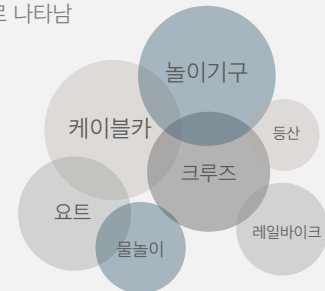 로 나타남
놀이기구
케이블카
등산
크루즈
요트
레일바이크
물놀이